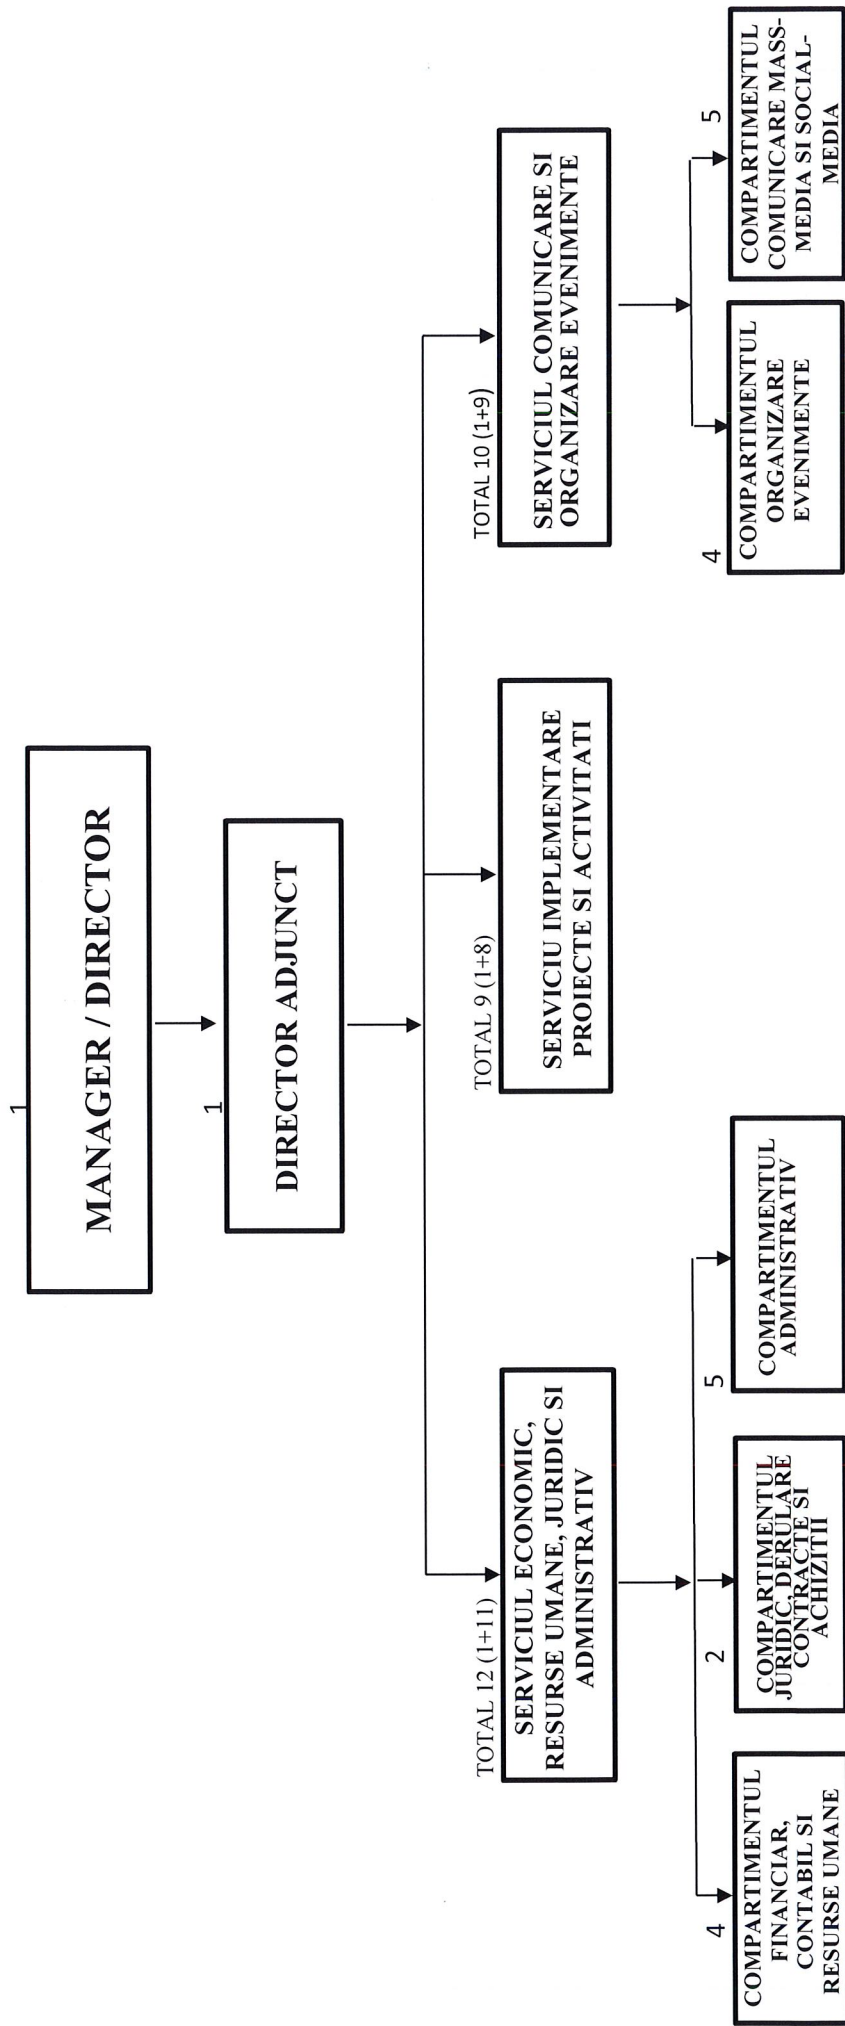 1
MANAGER / DIRECTOR
1
DIRECTOR ADJUNCT
TOTAL 12 (1+11)
SERVICIUL ECONOMIC,
RESURSE UMANE, JURIDIC SI
ADMINISTRATIV
TOTAL 9 (1+8)
SERVICIU IMPLEMENTARE
PROIECTE SI ACTIVITATI
TOTAL 10 (1+9)
SERVICIUL COMUNICARE SI
ORGANIZARE EVENIMENTE
4
COMPARTIMENTUL
FINANCIAR,
CONTABIL SI
RESURSE UMANE
2
COMPARTIMENTUL
JURIDIC, DERULARE
CONTRACTE SI
ACHIZITII
5
COMPARTIMENTUL
ADMINISTRATIV
4
COMPARTIMENTUL
ORGANIZARE
EVENIMENTE
5
COMPARTIMENTUL
COMUNICARE MASS-
MEDIA SI SOCIAL-
MEDIA